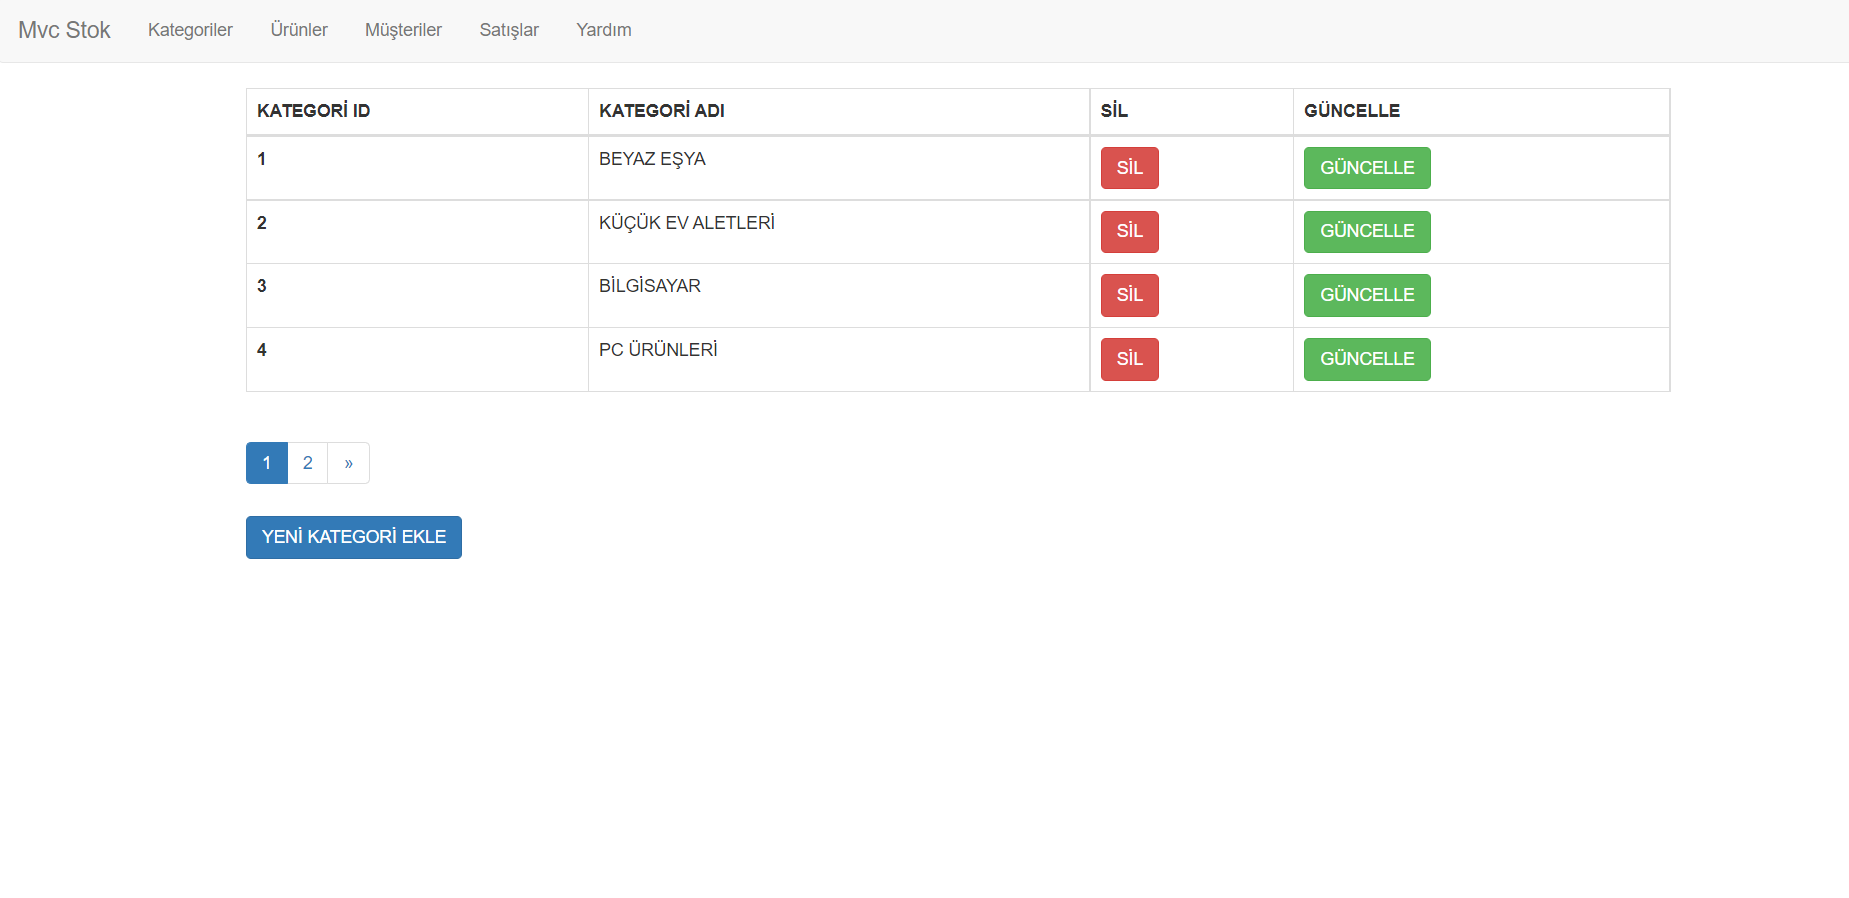 Mvc Stok Kategoriler Ürünler Müşteriler Satışlar Yardım
KATEGORİ ID KATEGORİ ADI SİL GÜNCELLE
1 BEYAZ EŞYA SİL GÜNCELLE
2 KÜÇÜK EV ALETLERİ SİL GÜNCELLE
3 BİLGİSAYAR SİL GÜNCELLE
4 PC ÜRÜNLERİ SİL GÜNCELLE
1 2 »
YENİ KATEGORİ EKLE